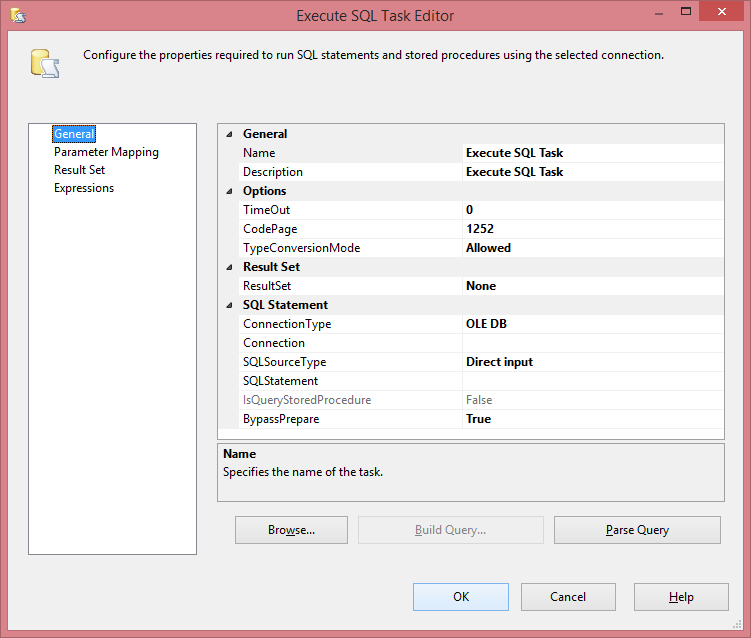 Execute SQL Task Editor
Configure the properties required to run SQL statements and stored procedures using the selected connection.
General
Parameter Mapping
Result Set
Expressions
General
Name Execute SQL Task
Description Execute SQL Task
Options
TimeOut 0
CodePage 1252
TypeConversionMode Allowed
Result Set
ResultSet None
SQL Statement
ConnectionType OLE DB
Connection
SQLSourceType Direct input
SQLStatement
IsQueryStoredProcedure False
BypassPrepare True
Name
Specifies the name of the task.
Browse... Build Query... Parse Query
OK Cancel Help